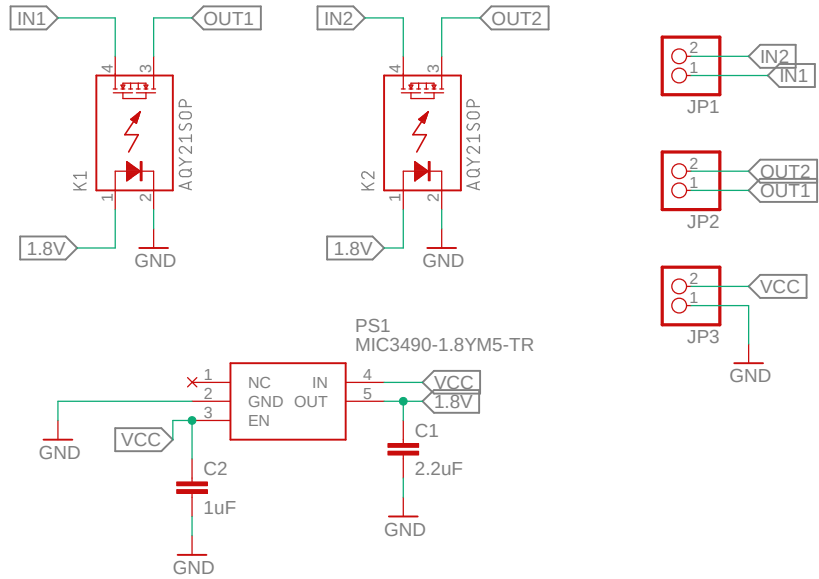 IN1
OUT1
IN2
OUT2
4
3
4
3
K1
AQY21S0P
K2
AQY21S0P
1
2
1
2
1.8V
GND
1.8V
GND
2
IN2
1
IN1
JP1
2
OUT2
1
OUT1
JP2
2
VCC
1
JP3
GND
PS1
MIC3490-1.8YM5-TR
1
NC
IN
4
VCC
2
GND
OUT
5
1.8V
3
EN
VCC
GND
C1
2.2uF
GND
C2
1uF
GND